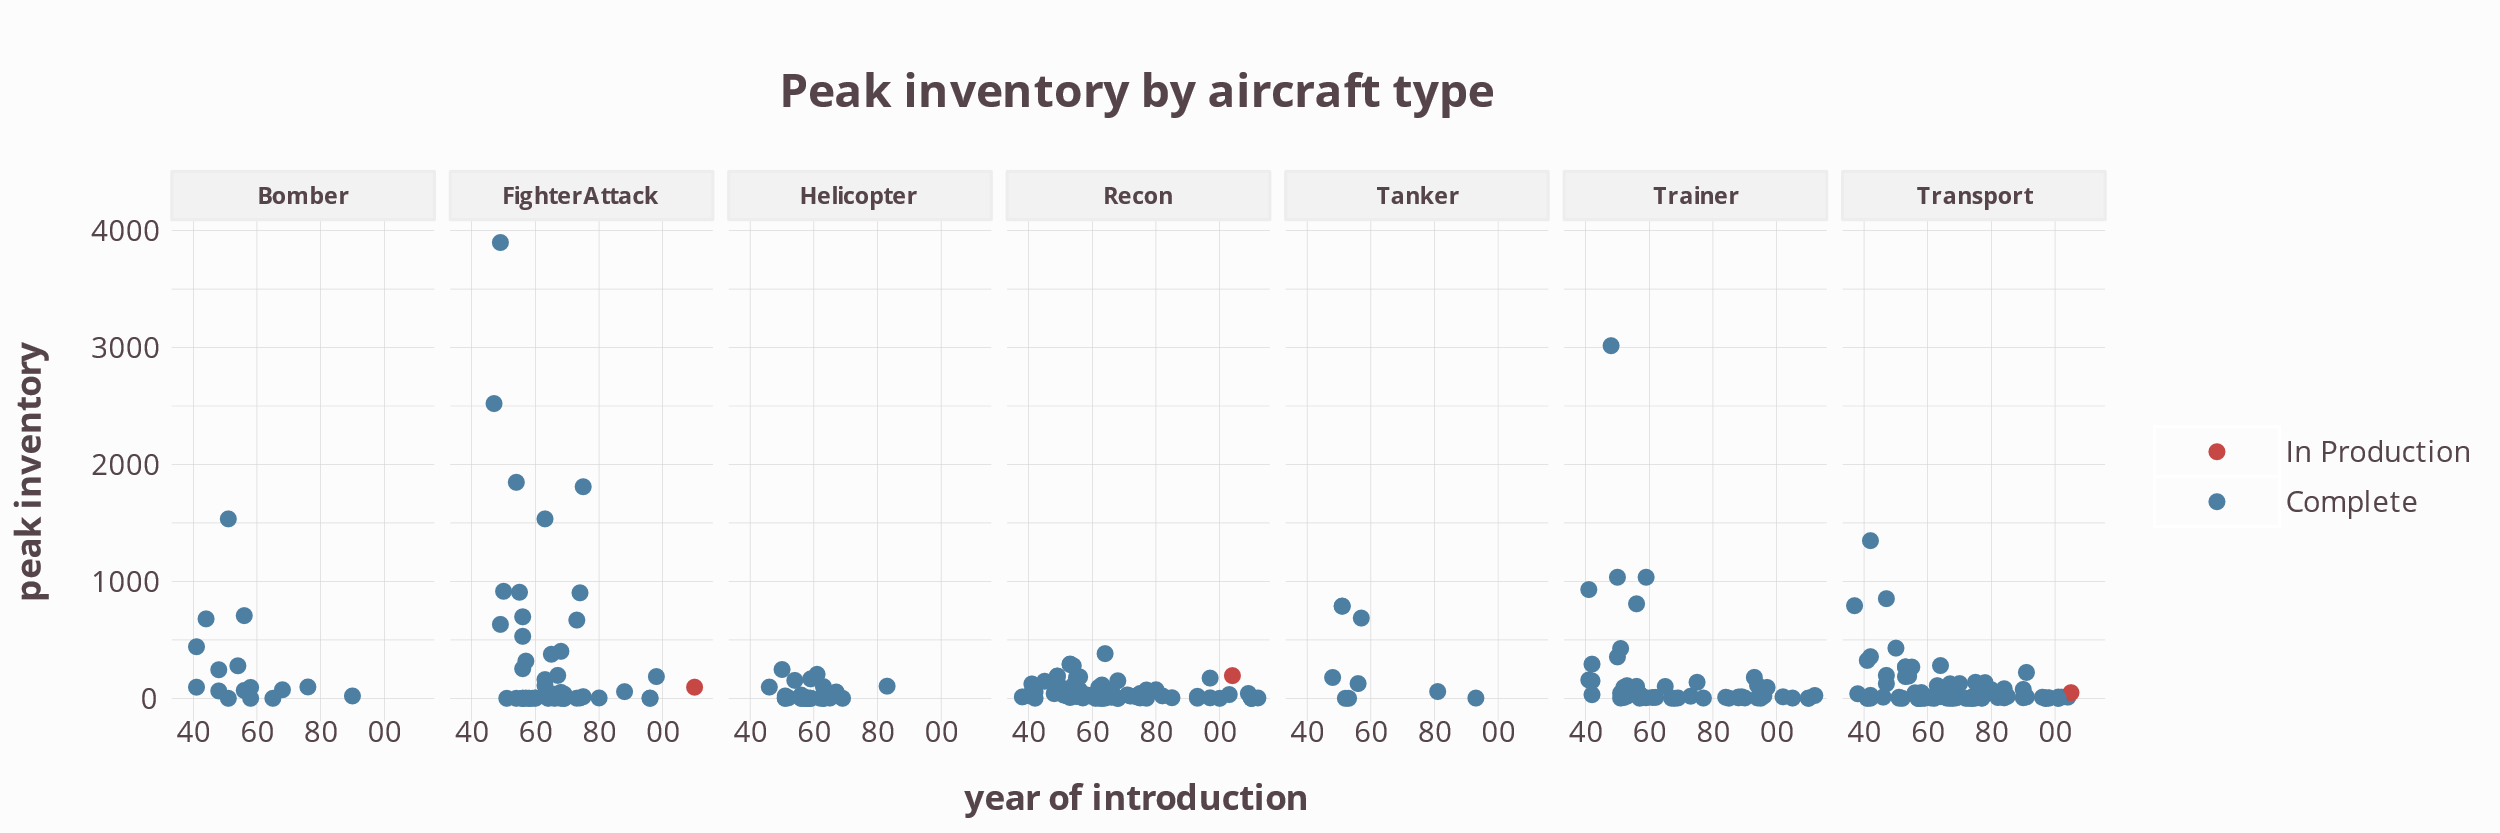 Peak inventory by aircraft type
Bomber FighterAttack Helicopter Recon Tanker Trainer Transport
4000
3000
2000
1000
0
peak inventory
40 60 80 00 40 60 80 00 40 60 80 00 40 60 80 00 40 60 80 00 40 60 80 00 40 60 80 00
year of introduction
In Production
Complete